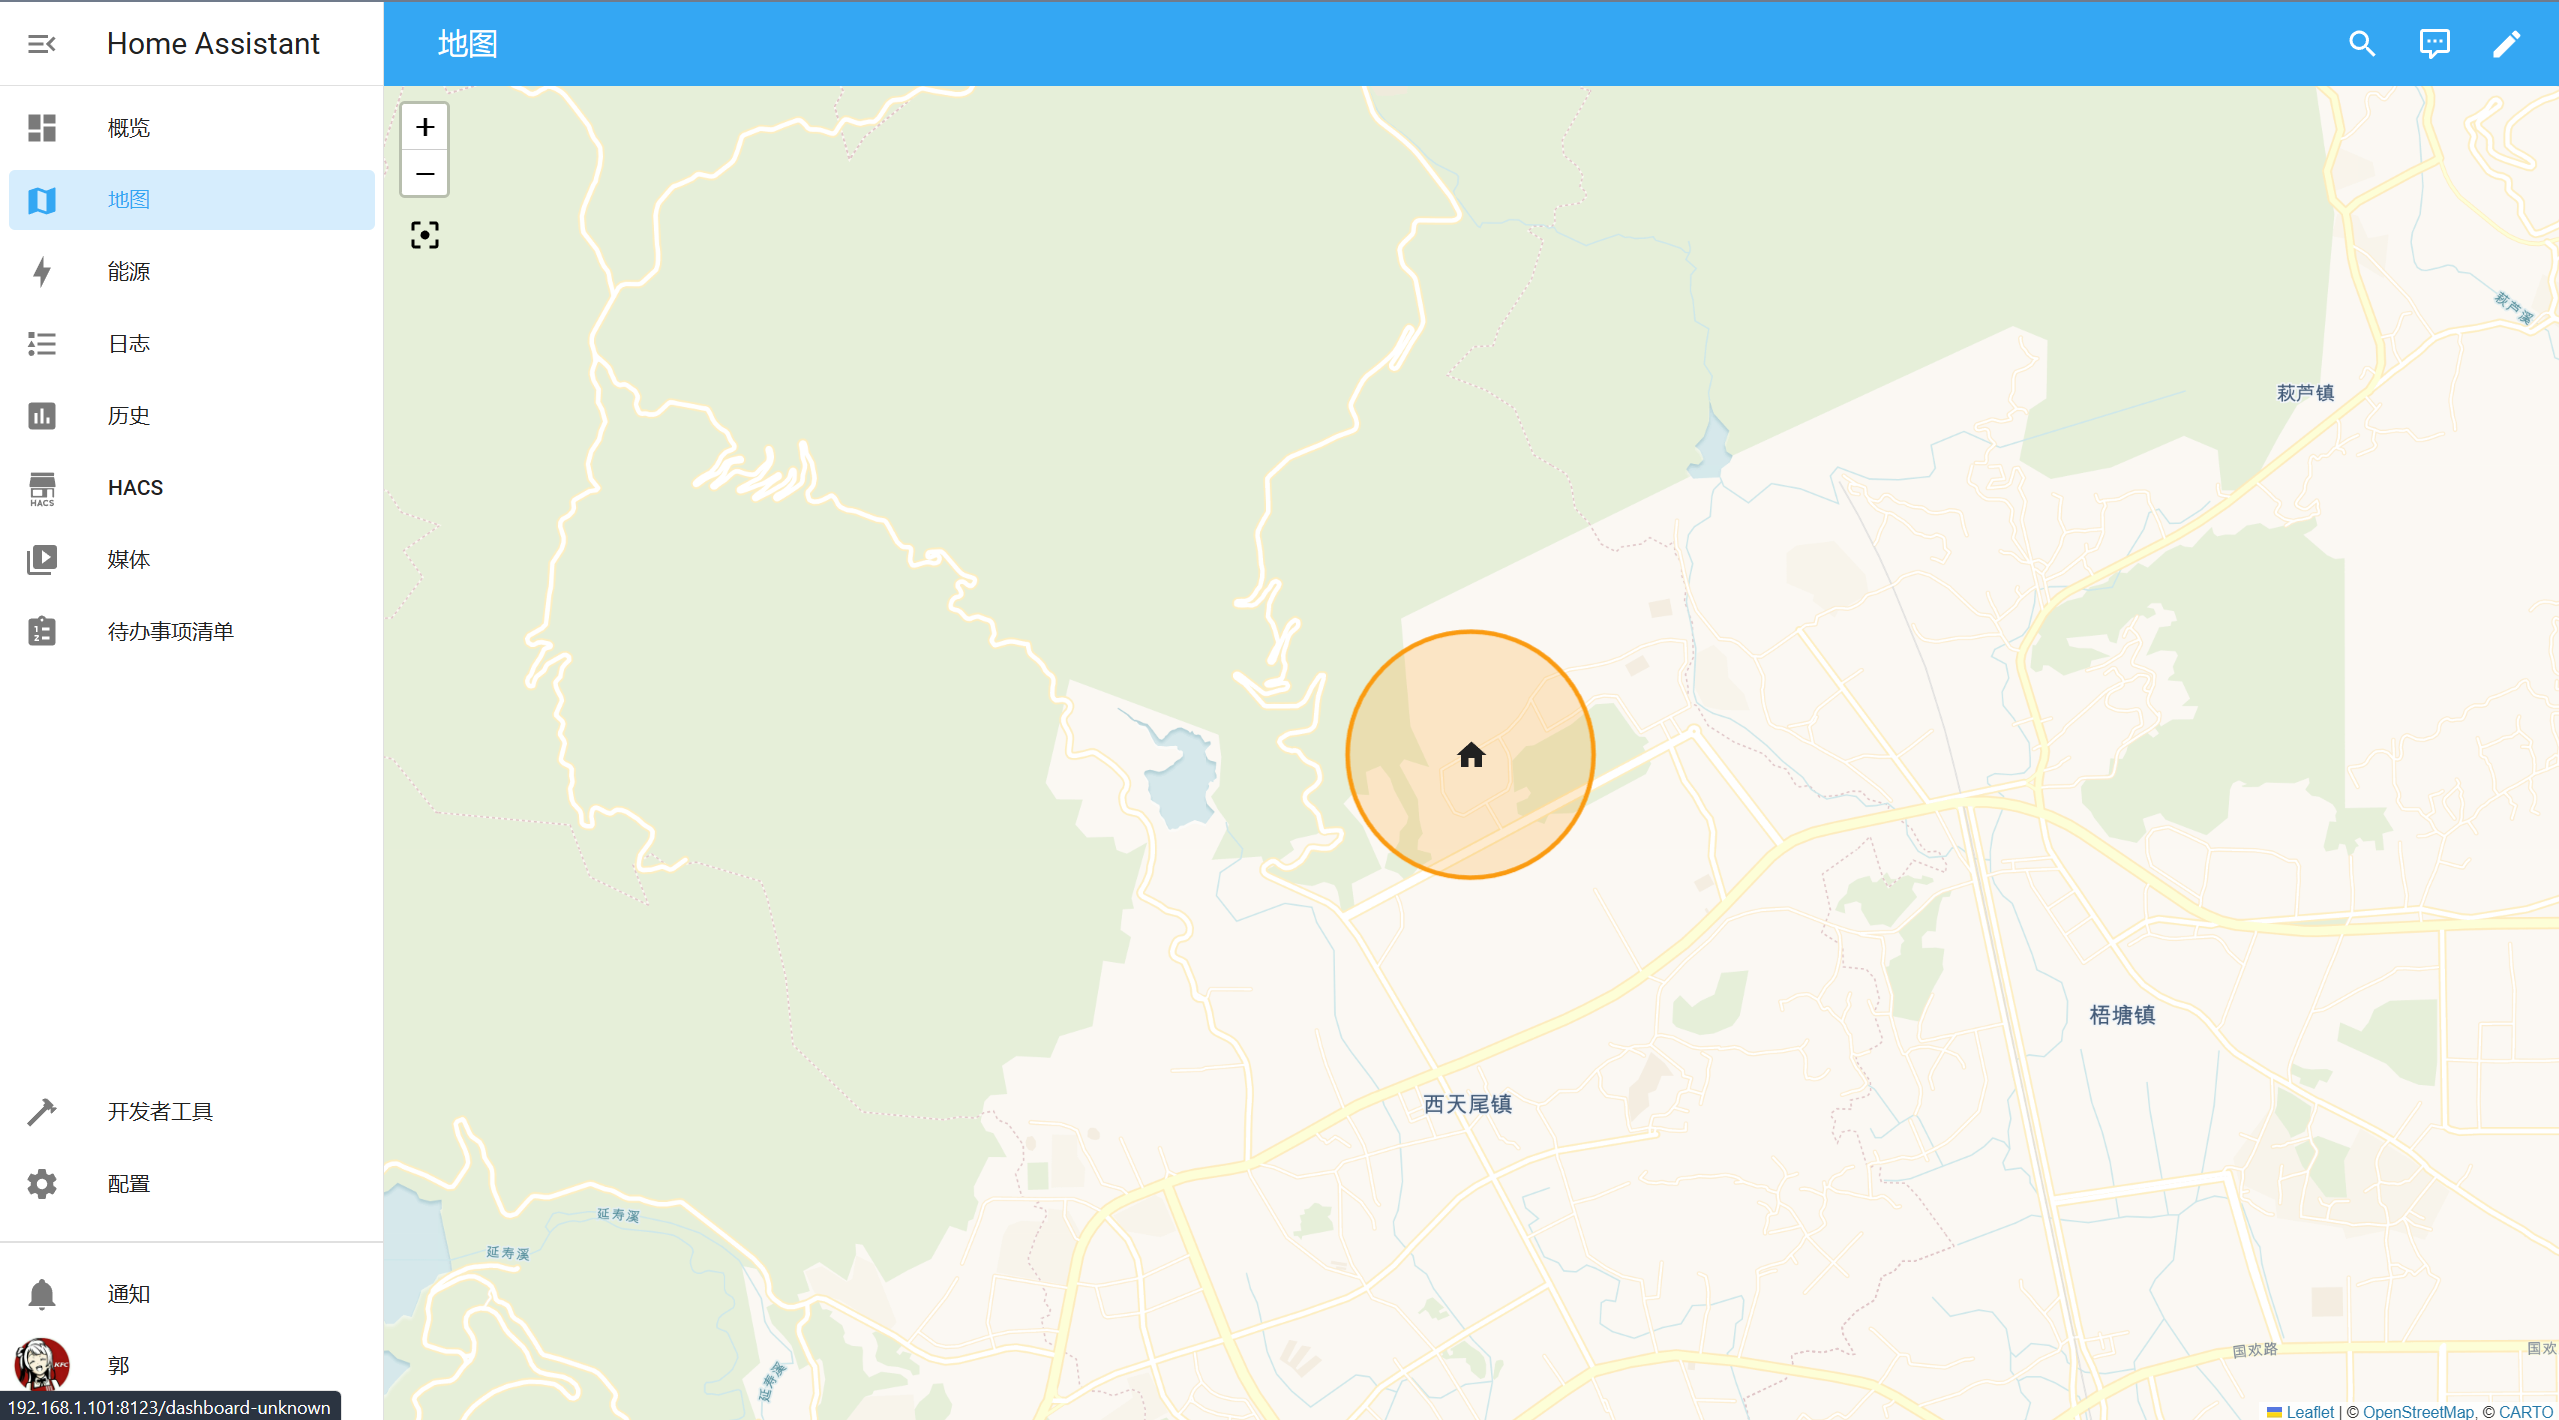 Home Assistant
地图
概览
地图
能源
日志
历史
HACS
HACS
媒体
待办事项清单
开发者工具
配置
通知
郭
KFC
192.168.1.101:8123/dashboard-unknown
+
−
萩芦溪
萩芦镇
梧塘镇
西天尾镇
延寿溪
延寿溪
延寿溪
国欢路
国欢
Leaflet | © OpenStreetMap, © CARTO